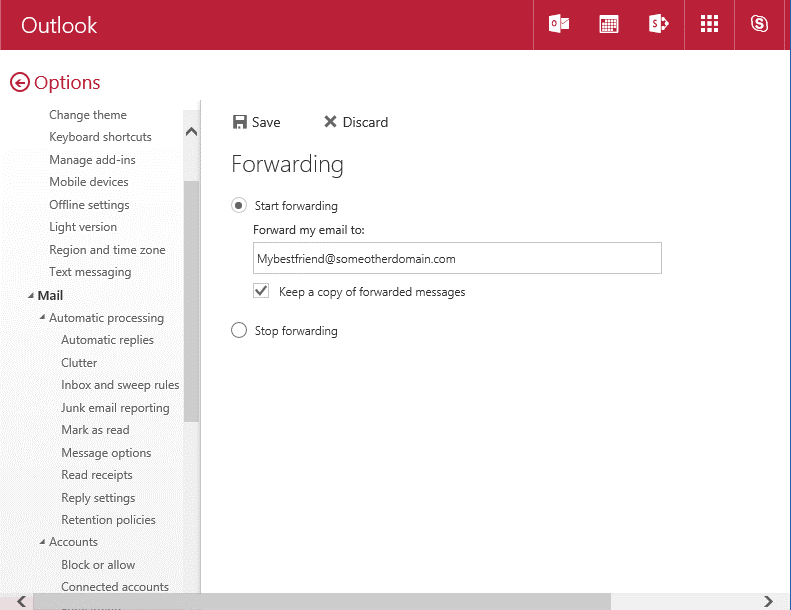 Outlook
Options
Change theme
Keyboard shortcuts
Manage add-ins
Mobile devices
Offline settings
Light version
Region and time zone
Text messaging
Mail
Automatic processing
Automatic replies
Clutter
Inbox and sweep rules
Junk email reporting
Mark as read
Message options
Read receipts
Reply settings
Retention policies
Accounts
Block or allow
Connected accounts
Save Discard
Forwarding
Start forwarding
Forward my email to:
Mybestfriend@someotherdomain.com
Keep a copy of forwarded messages
Stop forwarding